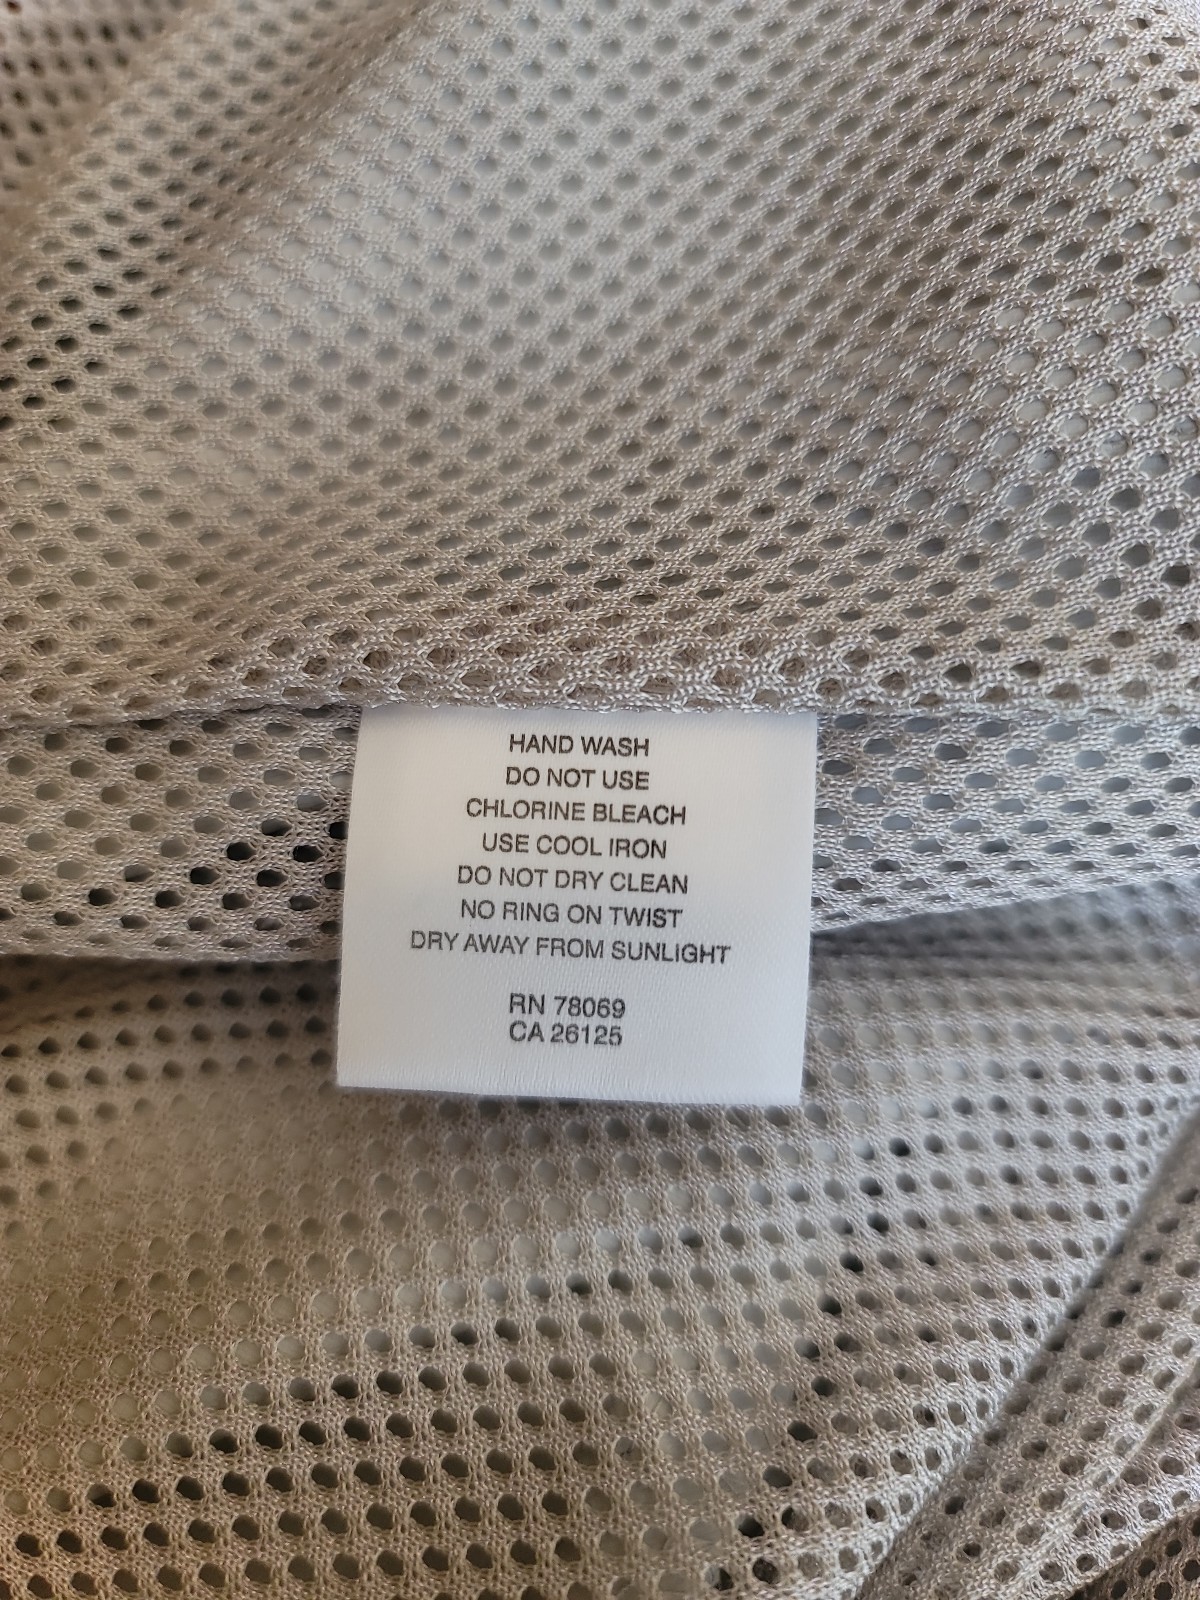 HAND WASH
DO NOT USE
CHLORINE BLEACH
USE COOL IRON
DO NOT DRY CLEAN
NO RING ON TWIST
DRY AWAY FROM SUNLIGHT
RN 78069
CA 26125